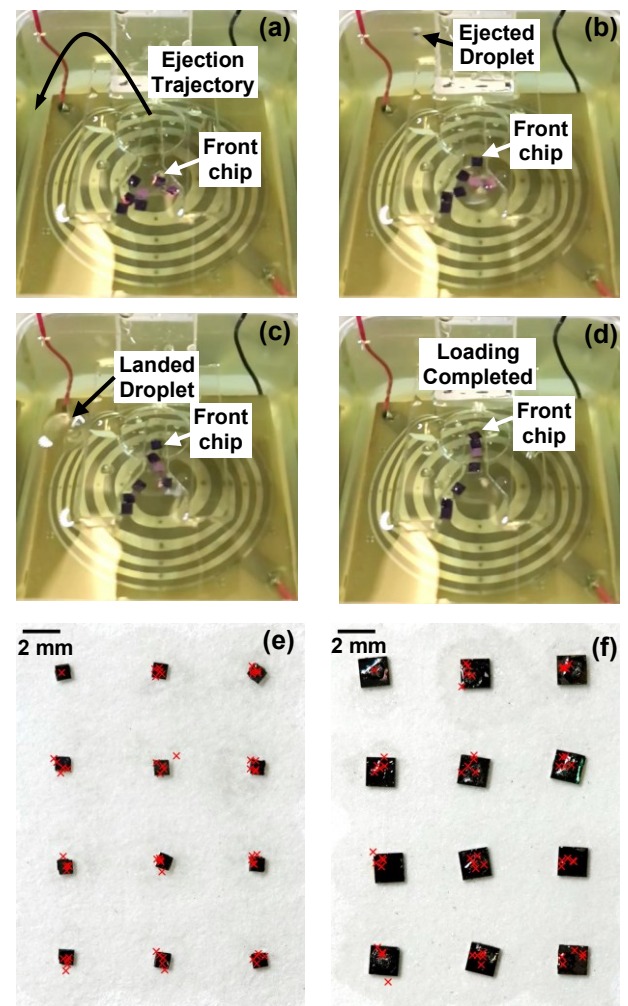 (a)
Ejection
Trajectory
Front
chip
(b)
Ejected
Droplet
Front
chip
(c)
Landed
Droplet
Front
chip
(d)
Loading
Completed
Front
chip
(e)
2 mm
(f)
2 mm